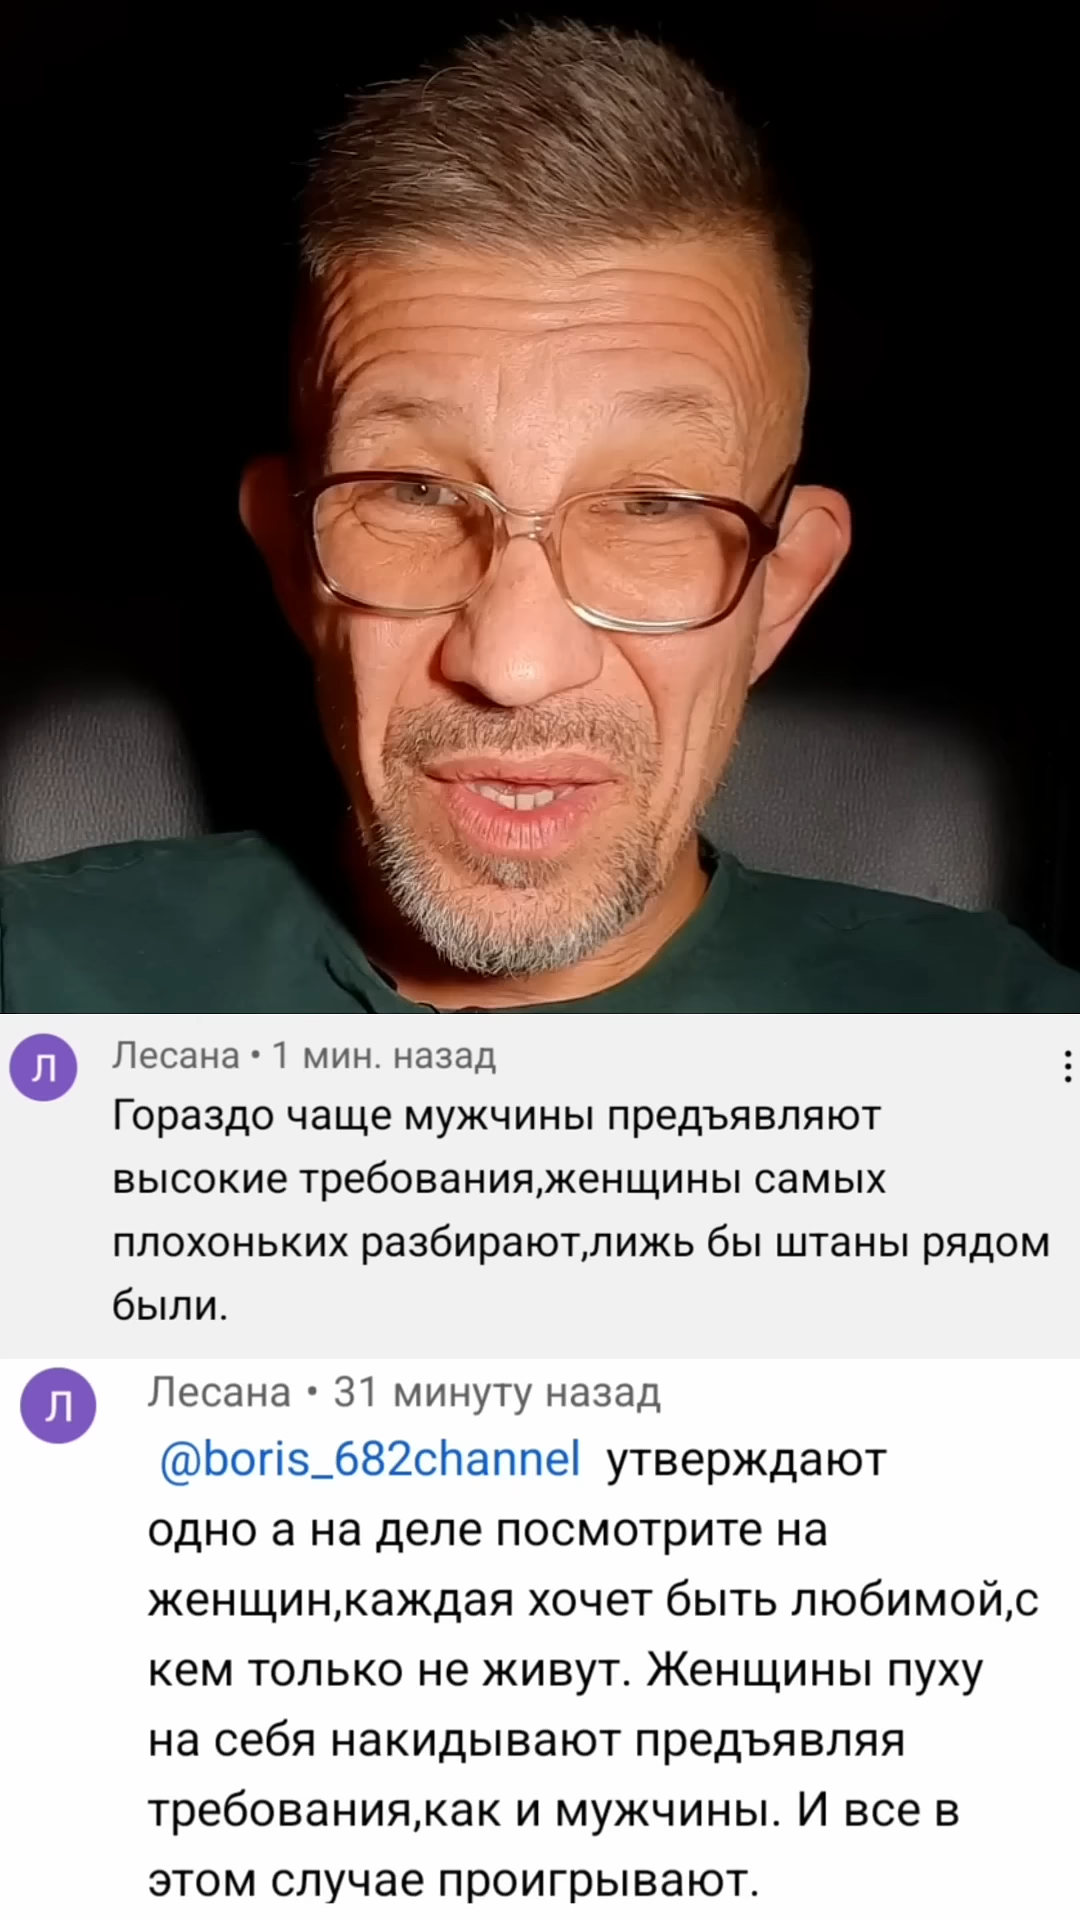 Л
Лесана • 1 мин. назад
Гораздо чаще мужчины предъявляют
высокие требования,женщины самых
плохоньких разбирают,лижь бы штаны рядом
были.
Л
Лесана • 31 минуту назад
@boris_682channel утверждают
одно а на деле посмотрите на
женщин,каждая хочет быть любимой,с
кем только не живут. Женщины пуху
на себя накидывают предъявляя
требования,как и мужчины. И все в
этом случае проигрывают.